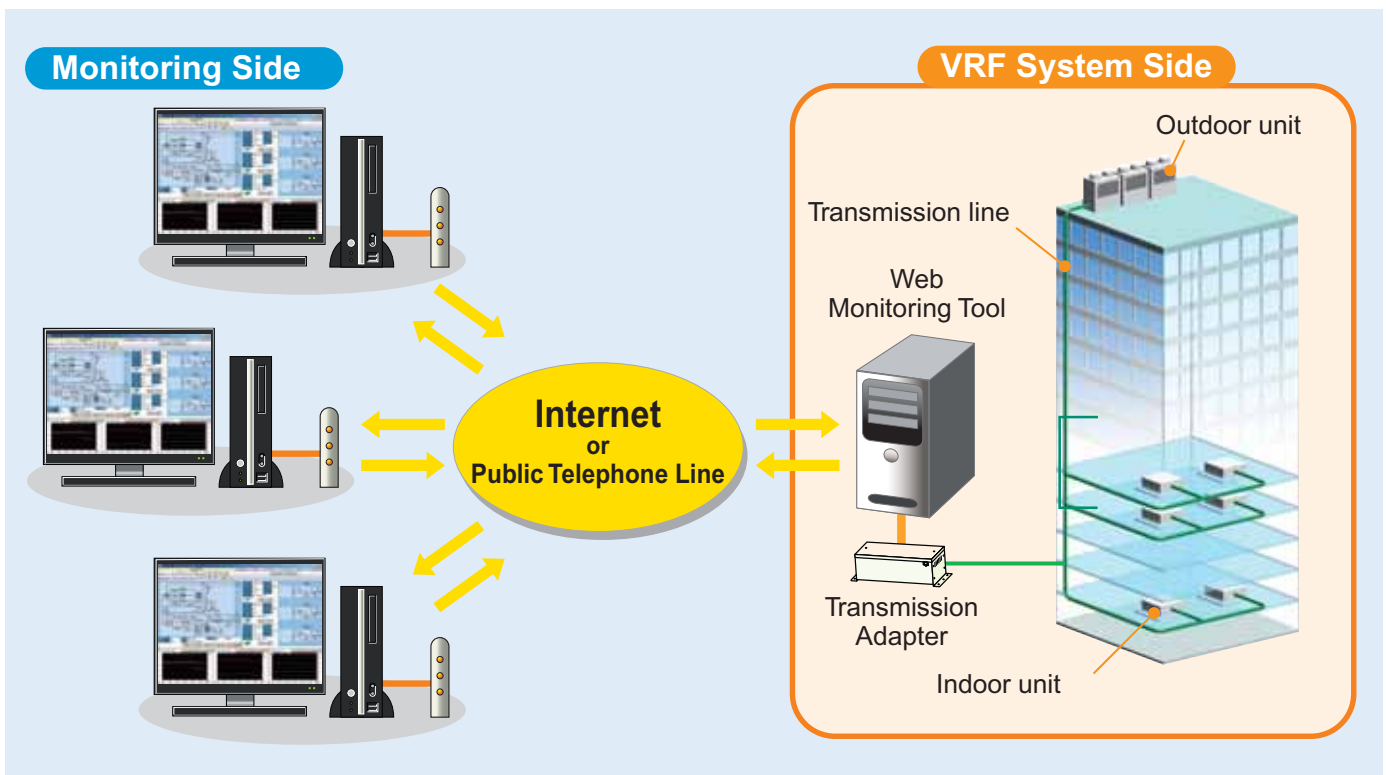 Monitoring Side
VRF System Side
Outdoor unit
Transmission line
Web
Monitoring Tool
Internet
or
Public Telephone Line
Transmission
Adapter
Indoor unit